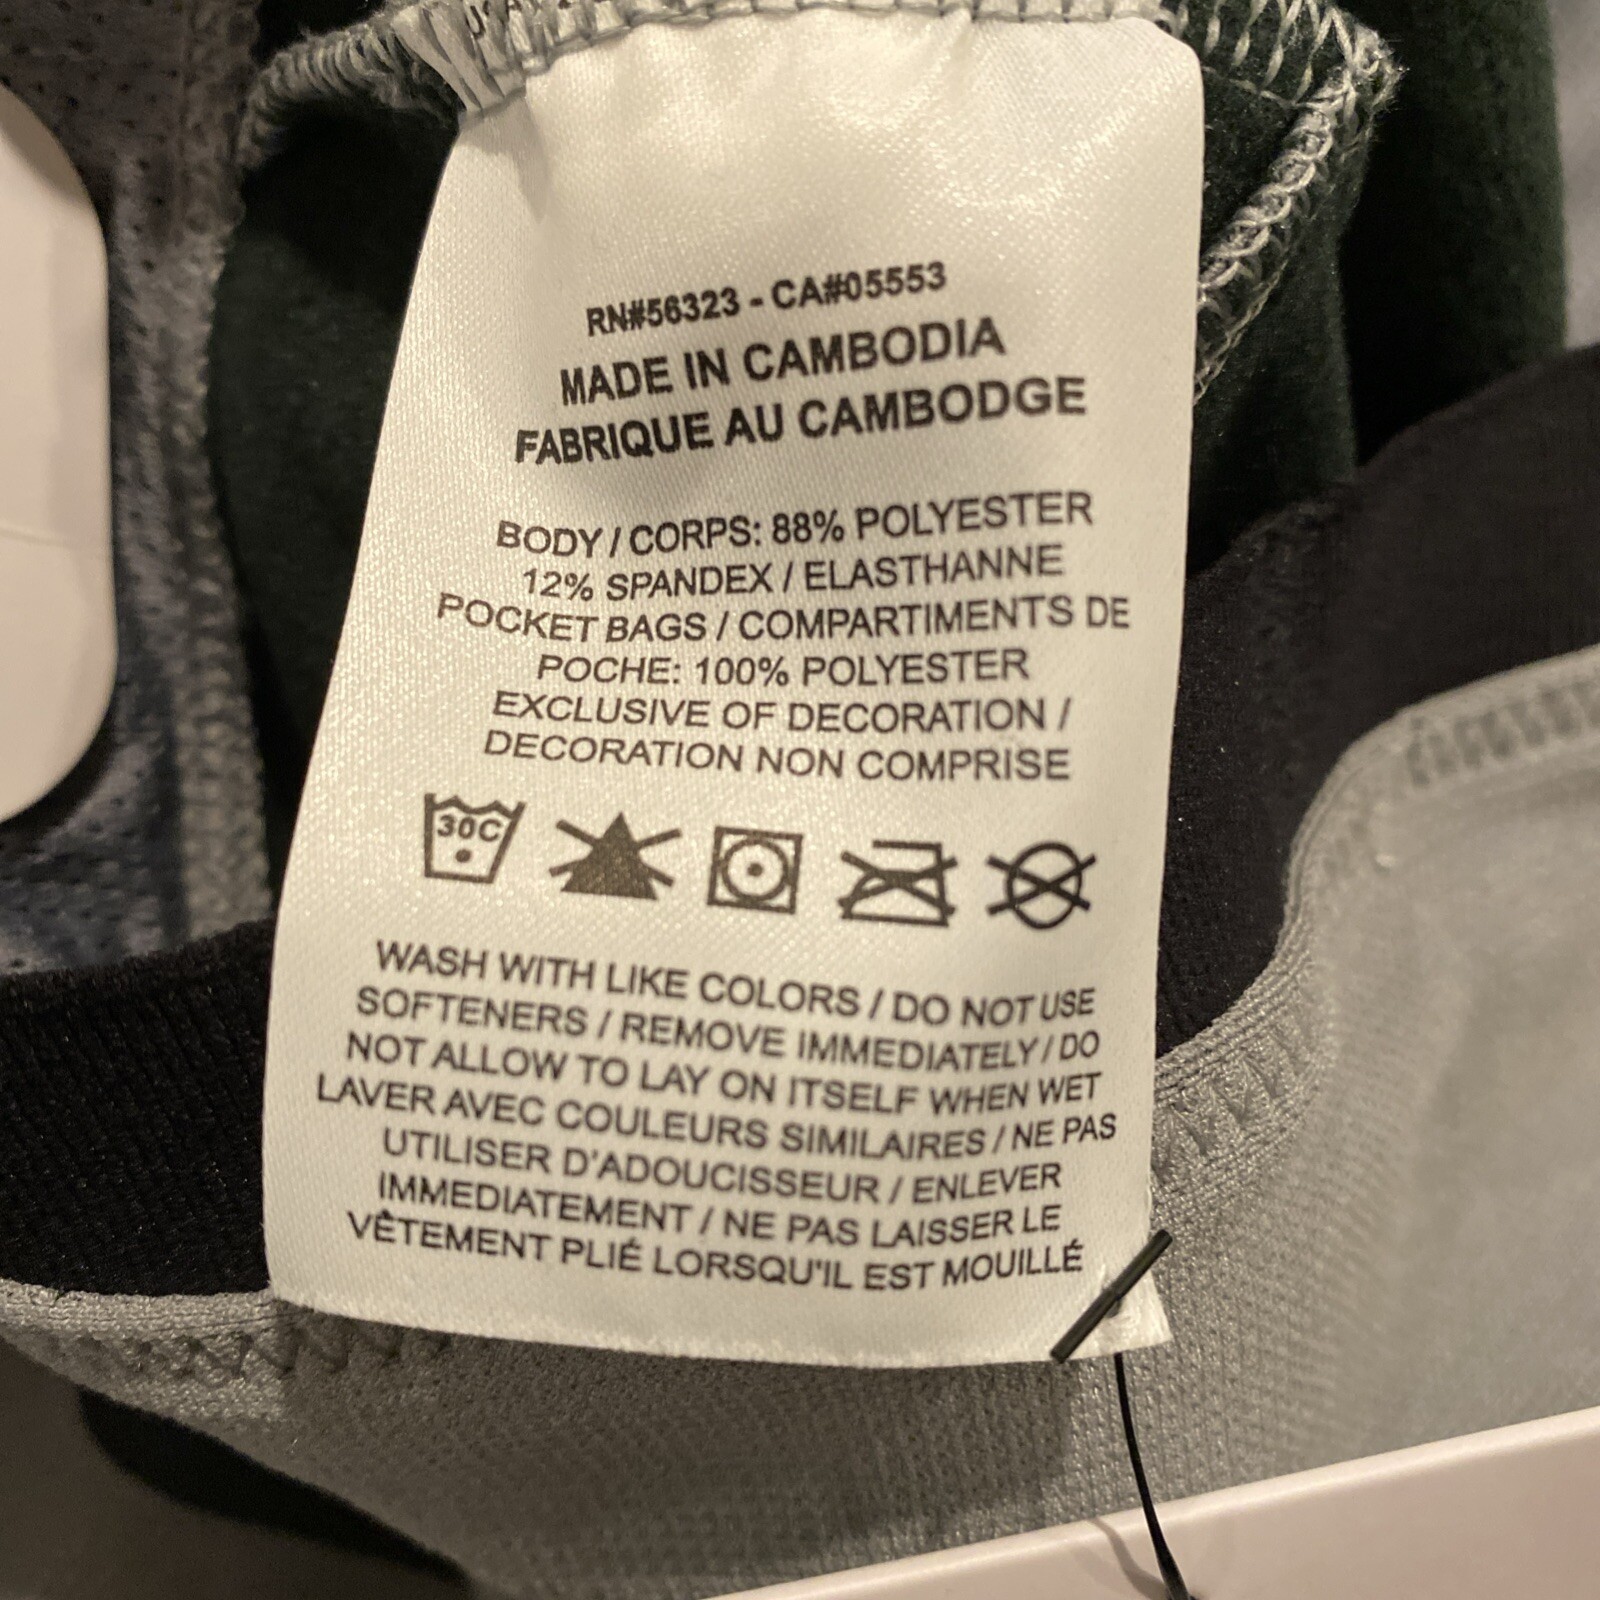 RN#56323 - CA#05553
MADE IN CAMBODIA
FABRIQUE AU CAMBODGE
BODY / CORPS: 88% POLYESTER
12% SPANDEX / ELASTHANNE
POCKET BAGS / COMPARTIMENTS DE
POCHE: 100% POLYESTER
EXCLUSIVE OF DECORATION /
DECORATION NON COMPRISE
30C
WASH WITH LIKE COLORS / DO NOT USE
SOFTENERS / REMOVE IMMEDIATELY / DO
NOT ALLOW TO LAY ON ITSELF WHEN WET
LAVER AVEC COULEURS SIMILAIRES / NE PAS
UTILISER D'ADOUCISSEUR / ENLEVER
IMMEDIATEMENT / NE PAS LAISSER LE
VÊTEMENT PLIÉ LORSQU'IL EST MOUILLÉ